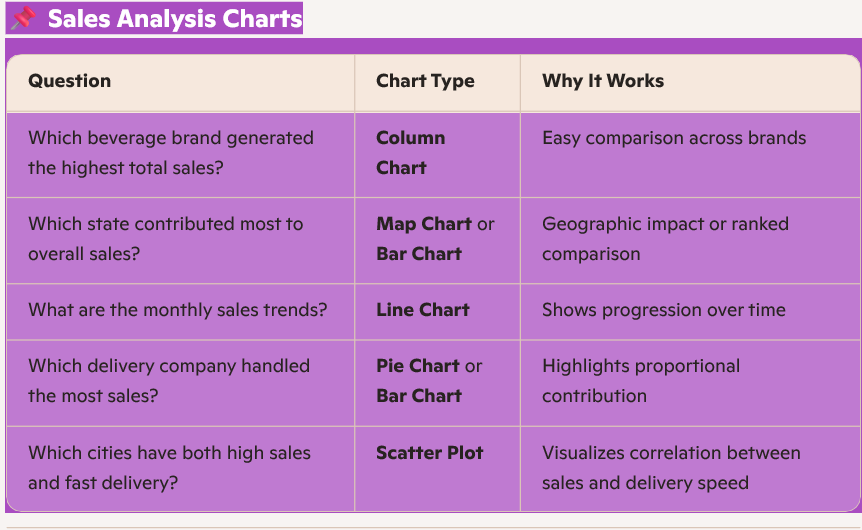 📌 Sales Analysis Charts
Question Chart Type Why It Works
Which beverage brand generated
the highest total sales?
Column
Chart
Easy comparison across brands
Which state contributed most to
overall sales?
Map Chart or
Bar Chart
Geographic impact or ranked
comparison
What are the monthly sales trends?
Line Chart
Shows progression over time
Which delivery company handled
the most sales?
Pie Chart or
Bar Chart
Highlights proportional
contribution
Which cities have both high sales
and fast delivery?
Scatter Plot
Visualizes correlation between
sales and delivery speed